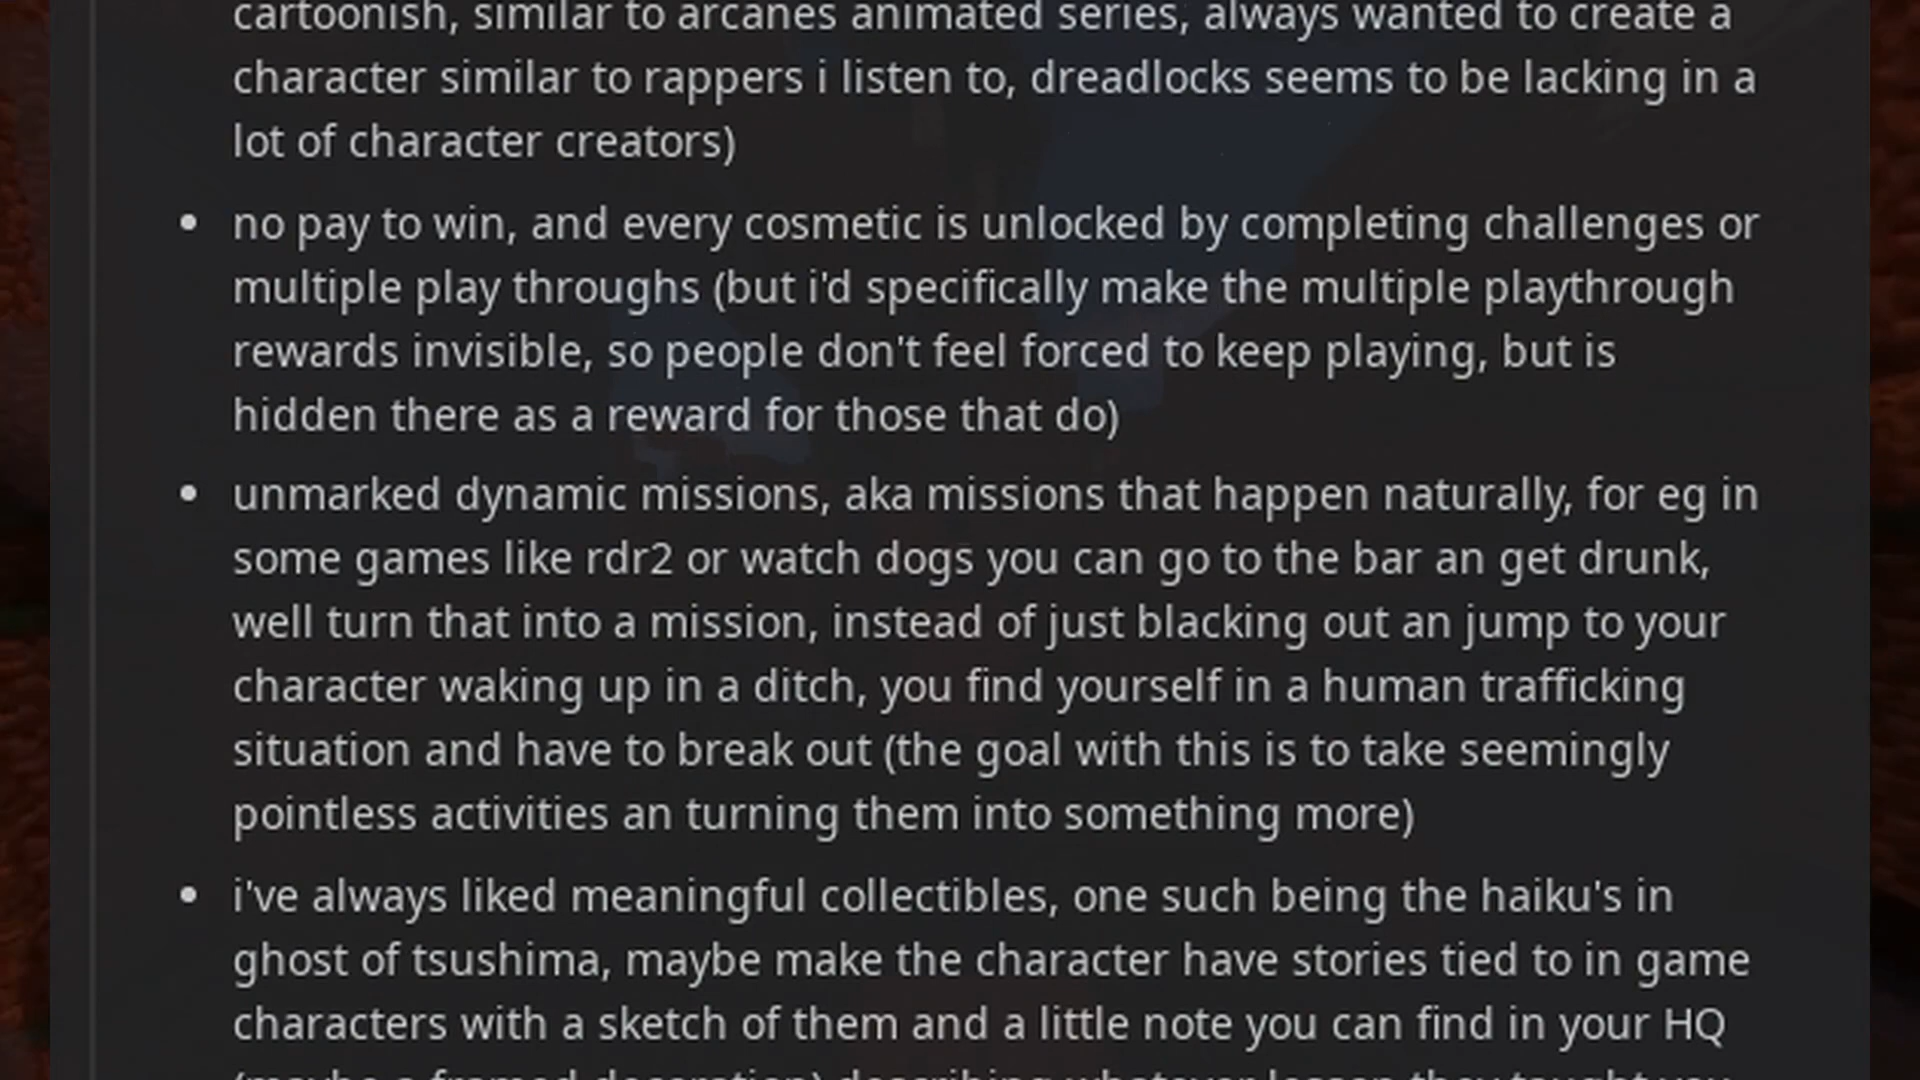 cartoonish, similar to arcanes animated series, always wanted to create a
character similar to rappers i listen to, dreadlocks seems to be lacking in a
lot of character creators)
• no pay to win, and every cosmetic is unlocked by completing challenges or
multiple play throughs (but i'd specifically make the multiple playthrough
rewards invisible, so people don't feel forced to keep playing, but is
hidden there as a reward for those that do)
• unmarked dynamic missions, aka missions that happen naturally, for eg in
some games like rdr2 or watch dogs you can go to the bar an get drunk,
well turn that into a mission, instead of just blacking out an jump to your
character waking up in a ditch, you find yourself in a human trafficking
situation and have to break out (the goal with this is to take seemingly
pointless activities an turning them into something more)
• i've always liked meaningful collectibles, one such being the haiku's in
ghost of tsushima, maybe make the character have stories tied to in game
characters with a sketch of them and a little note you can find in your HQ
(maybe a framed decoration) describing whatever lesson they taught you